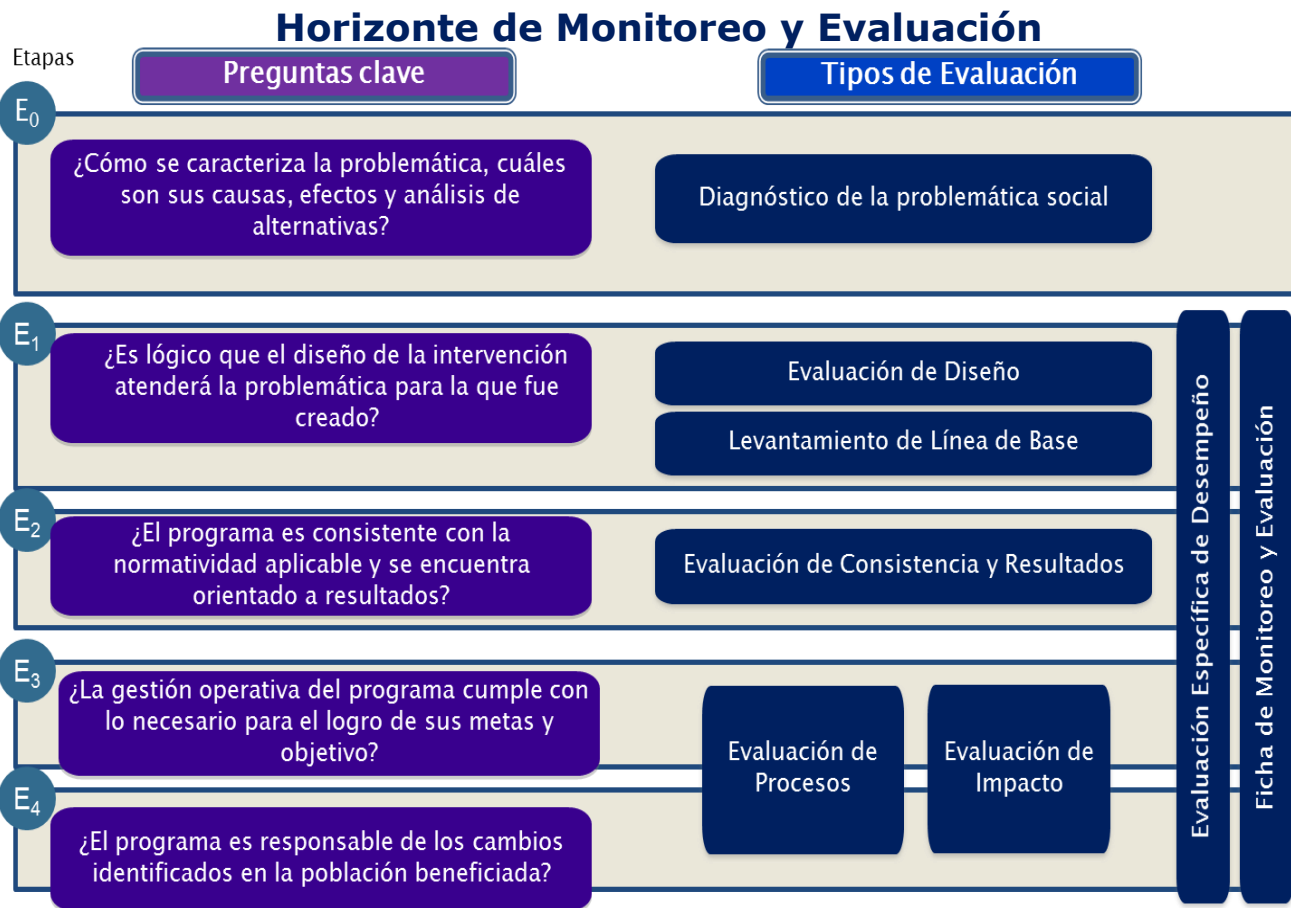 Horizonte de Monitoreo y Evaluación
Etapas
Preguntas clave
Tipos de Evaluación
E₀
¿Cómo se caracteriza la problemática, cuáles
son sus causas, efectos y análisis de
alternativas?
Diagnóstico de la problemática social
E₁
¿Es lógico que el diseño de la intervención
atenderá la problemática para la que fue
creado?
Evaluación de Diseño
Levantamiento de Línea de Base
E₂
¿El programa es consistente con la
normatividad aplicable y se encuentra
orientado a resultados?
Evaluación de Consistencia y Resultados
E₃
¿La gestión operativa del programa cumple con
lo necesario para el logro de sus metas y
objetivo?
E₄
¿El programa es responsable de los cambios
identificados en la población beneficiada?
Evaluación de
Procesos
Evaluación de
Impacto
Evaluación Específica de Desempeño
Ficha de Monitoreo y Evaluación